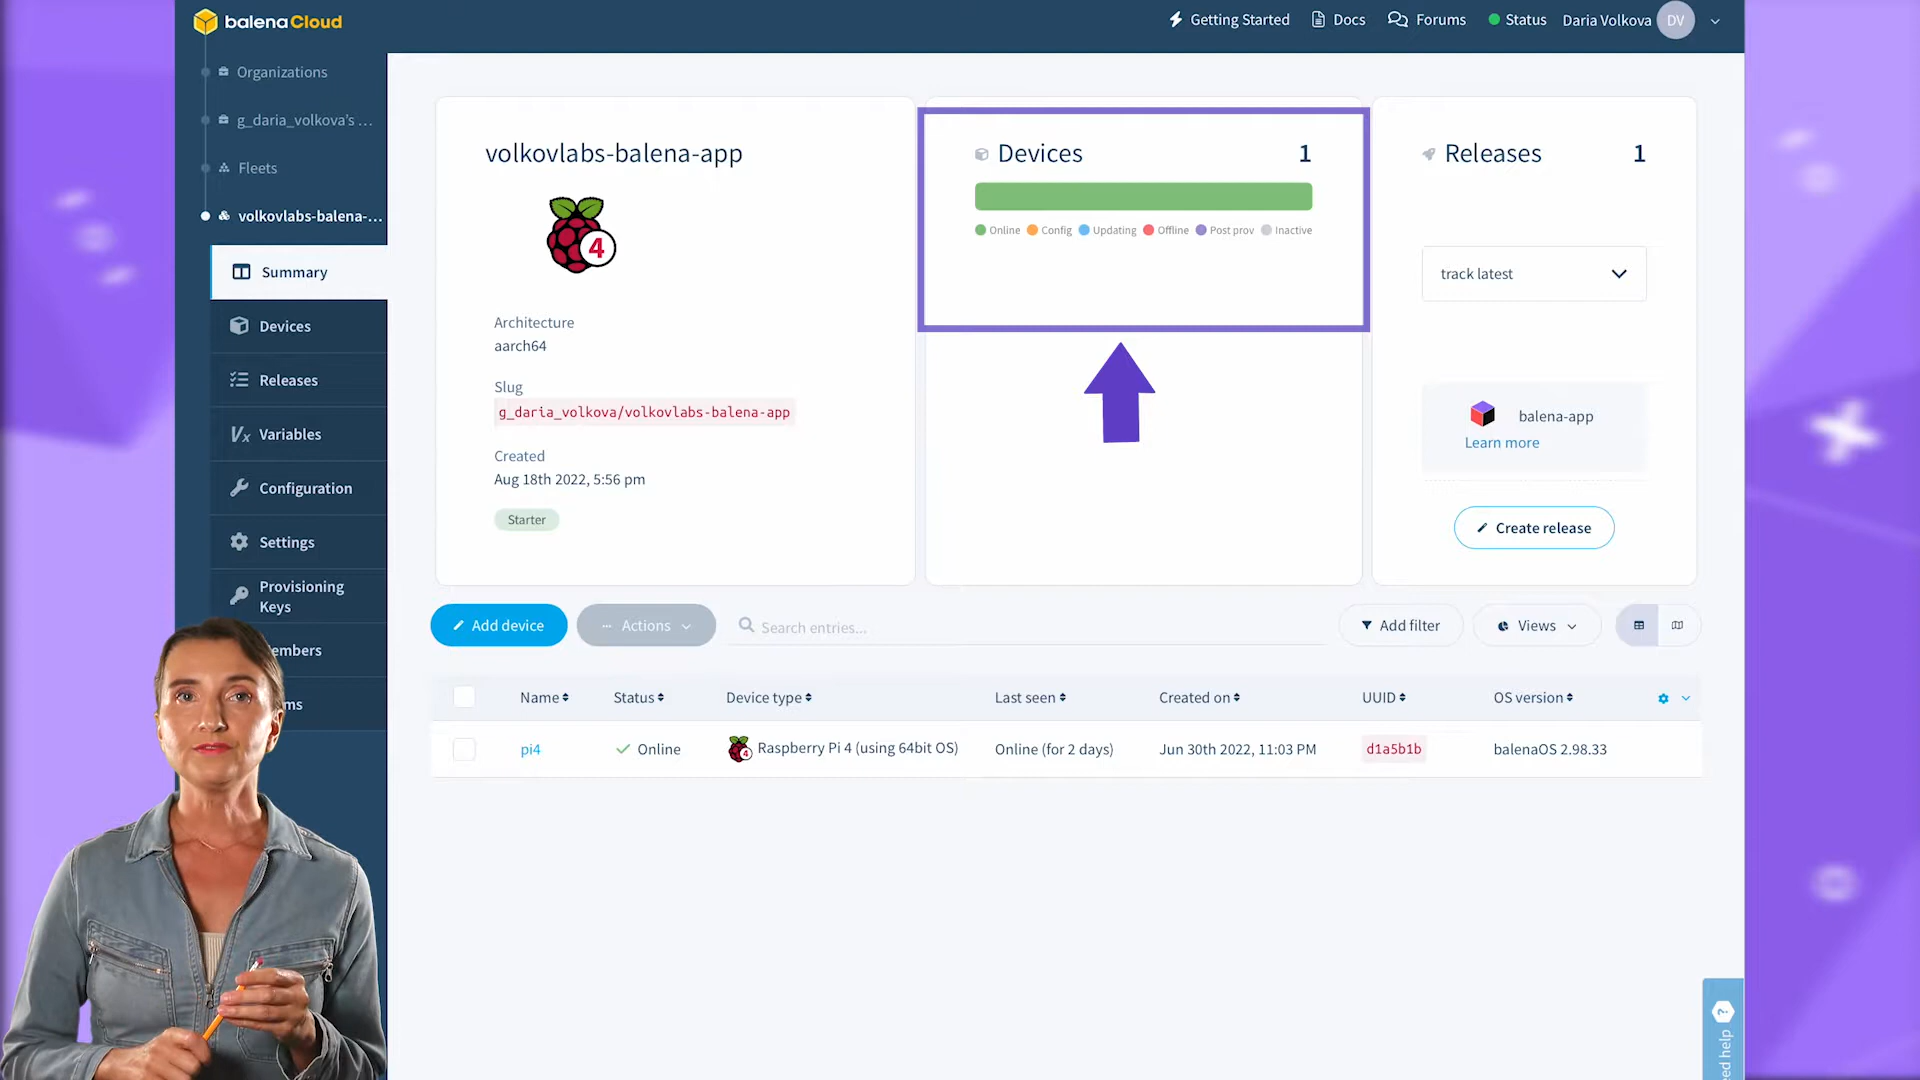 balenaCloud
Getting Started
Docs
Forums
Status
Daria Volkova
DV
Organizations
g_daria_volkova's ...
Fleets
volkovlabs-balena-...
Summary
Devices
Releases
Variables
Configuration
Settings
Provisioning
Keys
embers
ms
volkovlabs-balena-app
4
Architecture
aarch64
Slug
g_daria_volkova/volkovlabs-balena-app
Created
Aug 18th 2022, 5:56 pm
Starter
Devices 1
Online Config Updating Offline Post prov Inactive
Releases 1
track latest
balena-app
Learn more
Create release
Add device
Actions
Search entries...
Add filter
Views
Name Status Device type Last seen Created on UUID OS version
pi4 Online 4 Raspberry Pi 4 (using 64bit OS) Online (for 2 days) Jun 30th 2022, 11:03 PM d1a5b1b balenaOS 2.98.33
ed help